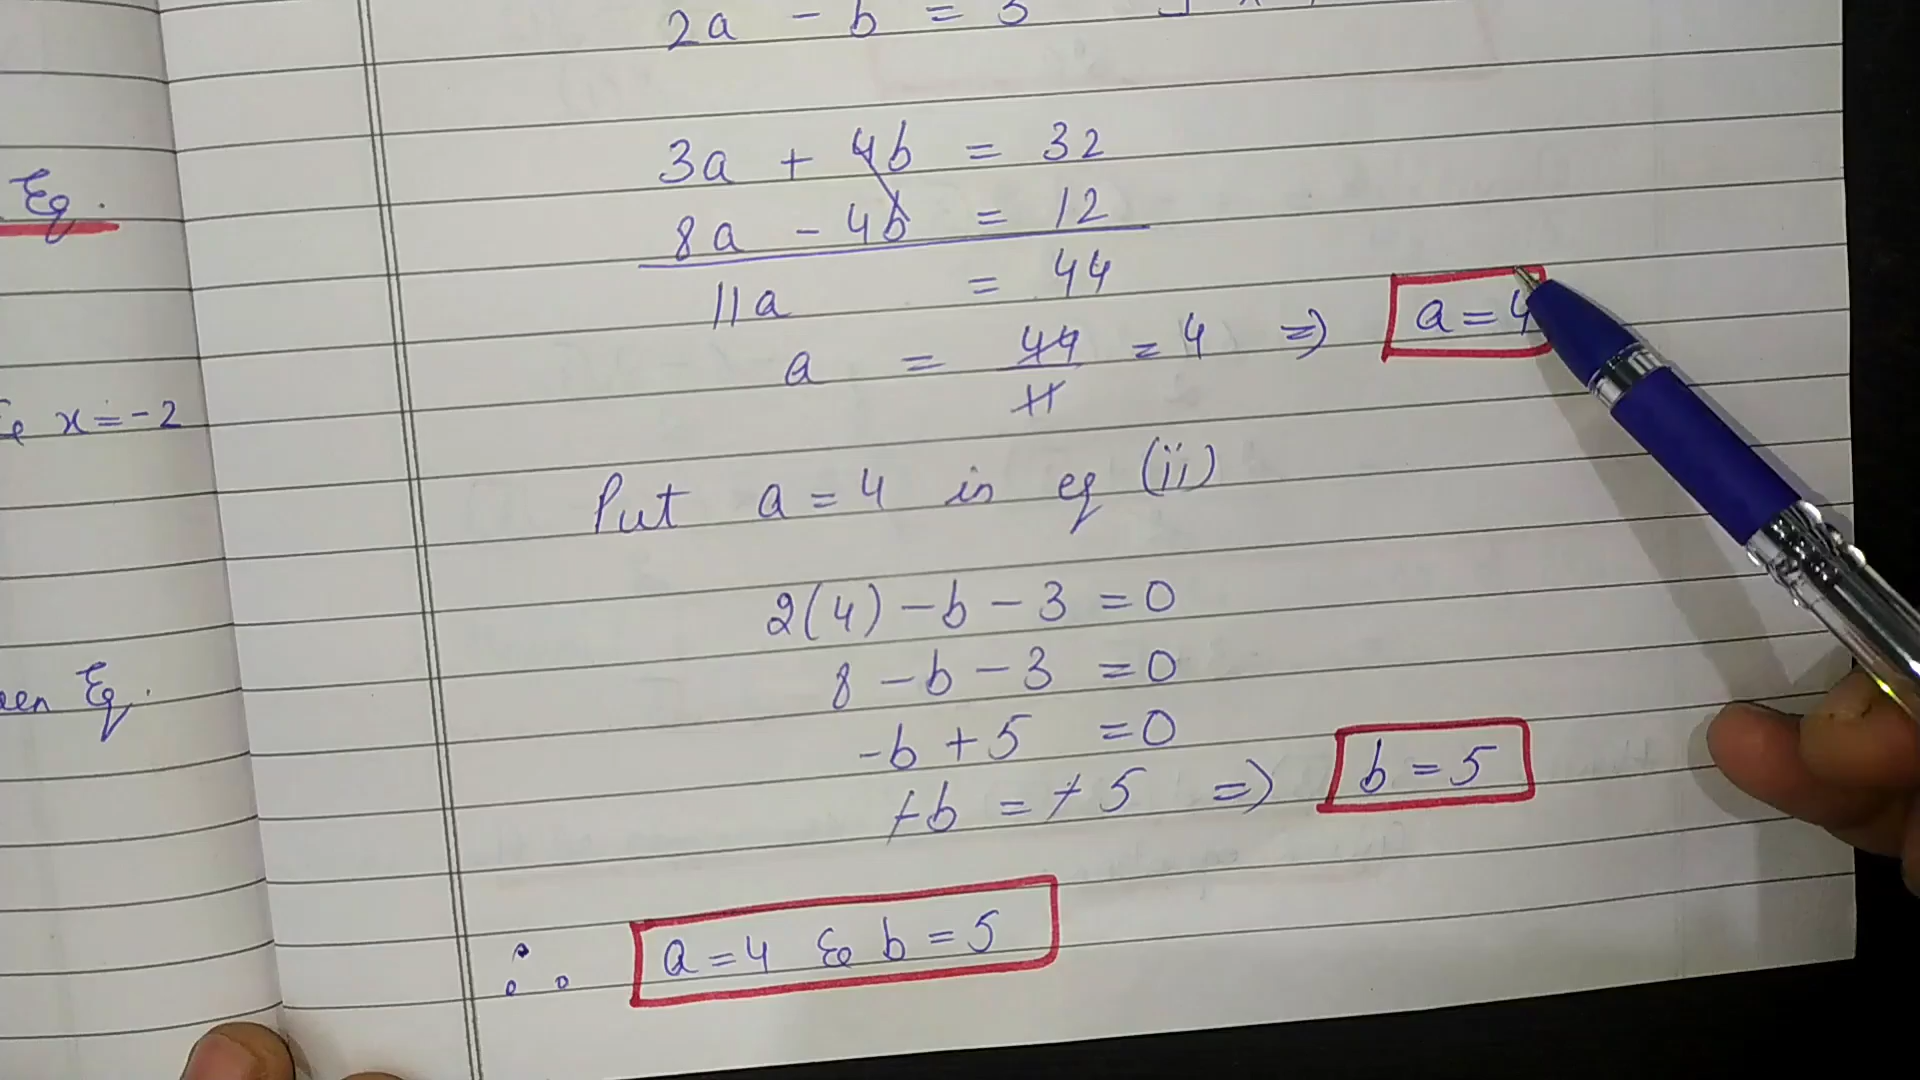 2a - b = 3
3a + 4b = 32
8a - 4b = 12
11a = 44
a = 44/11 = 4 => a = 4
Put a = 4 in eq (ii)
2(4) - b - 3 = 0
8 - b - 3 = 0
-b + 5 = 0
-b = -5 => b = 5
∴ a = 4 & b = 5
Eq.
& x = -2
Eq.